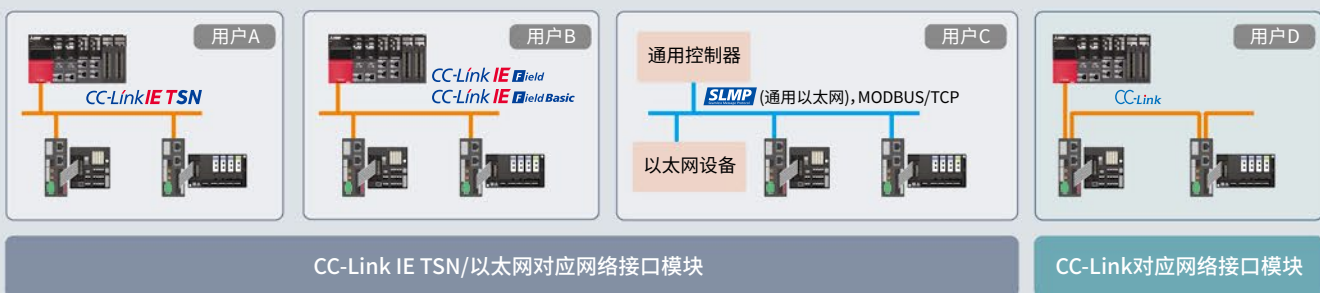 用户A
CC-Link IE TSN
用户B
CC-Link IE Field
CC-Link IE Field Basic
用户C
通用控制器
SLMP (通用以太网), MODBUS/TCP
以太网设备
用户D
CC-Link
CC-Link IE TSN/以太网对应网络接口模块
CC-Link对应网络接口模块